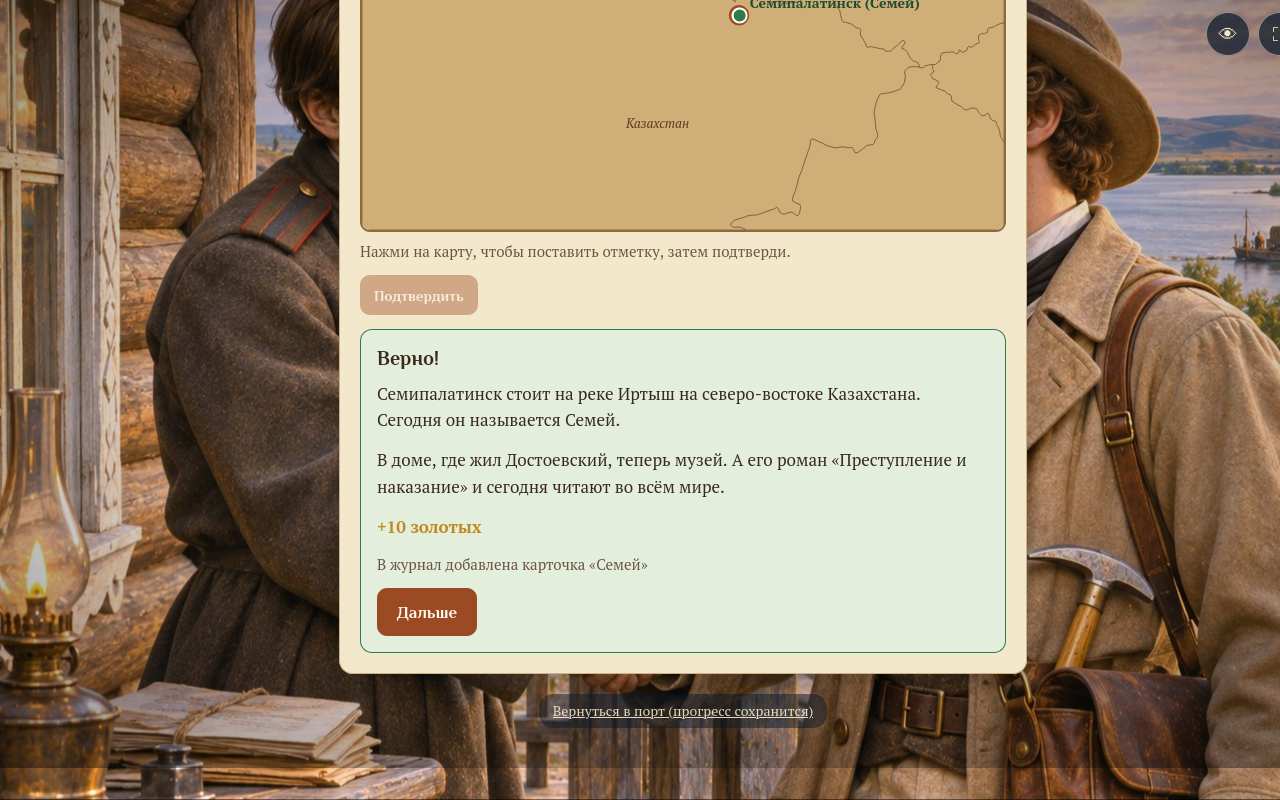 Семипалатинск (Семей)
Казахстан
Нажми на карту, чтобы поставить отметку, затем подтверди.
Подтвердить
Верно!
Семипалатинск стоит на реке Иртыш на северо-востоке Казахстана.
Сегодня он называется Семей.
В доме, где жил Достоевский, теперь музей. А его роман «Преступление и
наказание» и сегодня читают во всём мире.
+10 золотых
В журнал добавлена карточка «Семей»
Дальше
Вернуться в порт (прогресс сохранится)